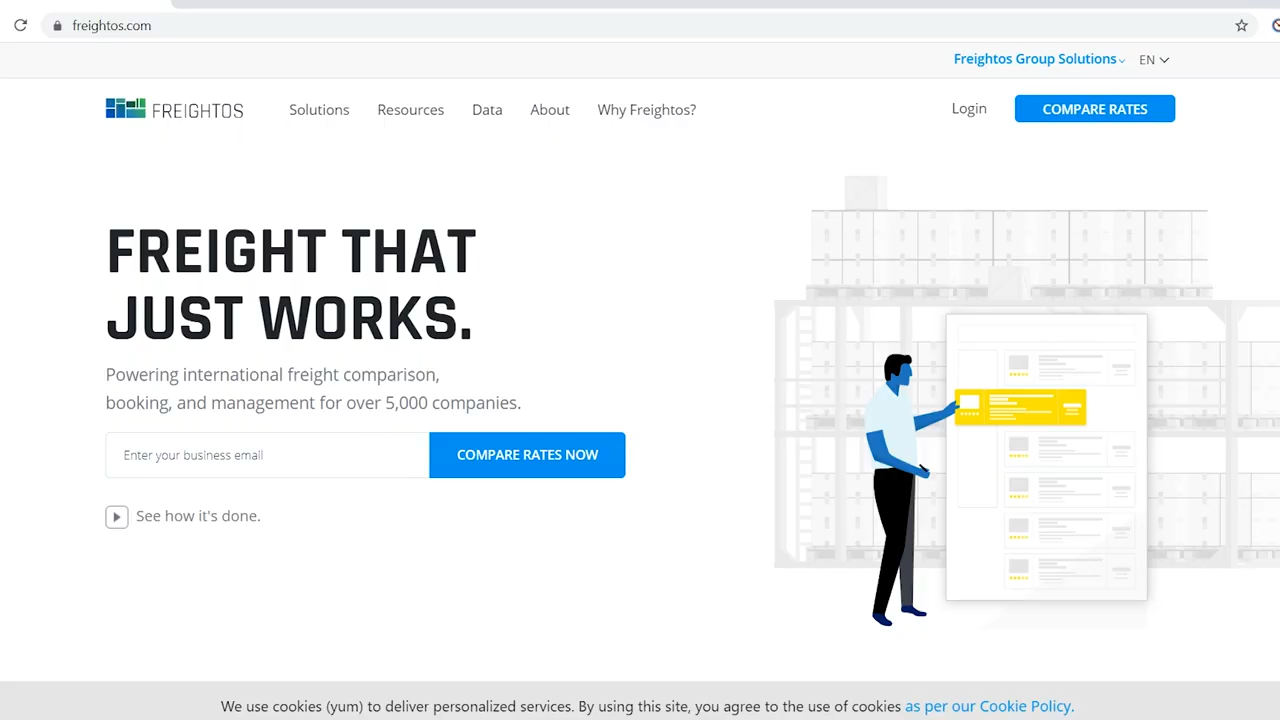 freightos.com
Freightos Group Solutions
EN
FREIGHTOS
Solutions
Resources
Data
About
Why Freightos?
Login
COMPARE RATES
FREIGHT THAT
JUST WORKS.
Powering international freight comparison,
booking, and management for over 5,000 companies.
Enter your business email
COMPARE RATES NOW
See how it's done.
We use cookies (yum) to deliver personalized services. By using this site, you agree to the use of cookies as per our Cookie Policy.